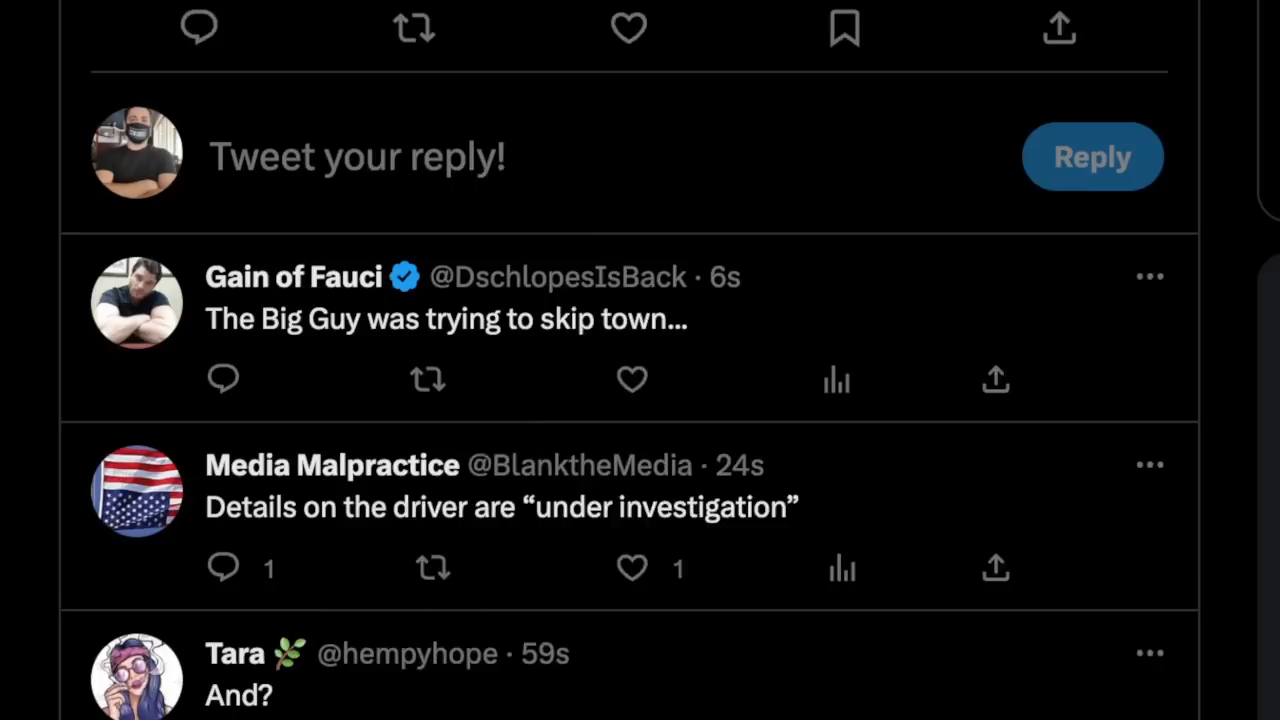 Tweet your reply!
Reply
Gain of Fauci @DschlopesIsBack · 6s
The Big Guy was trying to skip town...
Media Malpractice @BlanktheMedia · 24s
Details on the driver are “under investigation”
1 1
Tara 🌿 @hempyhope · 59s
And?